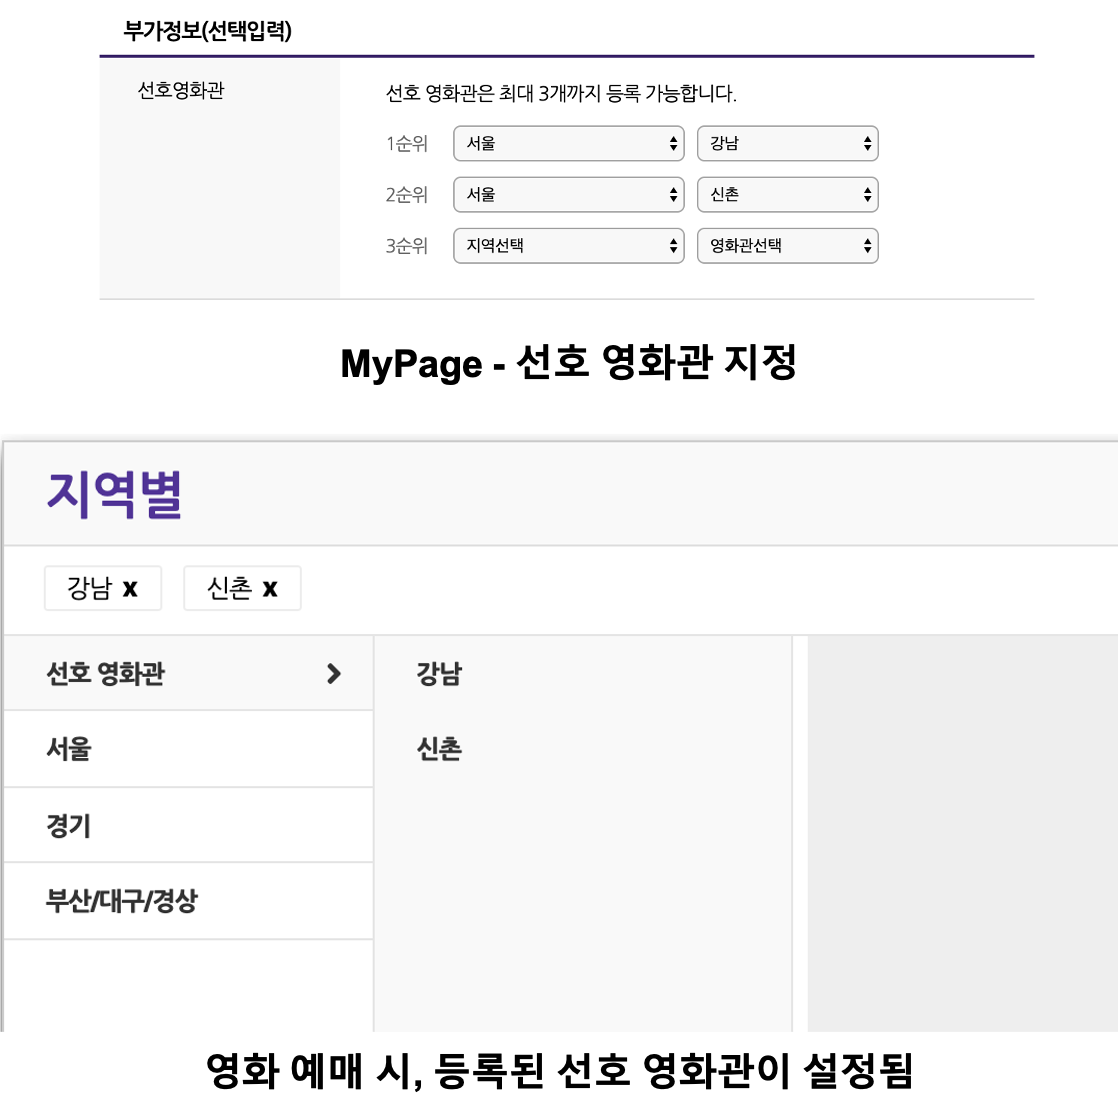 부가정보(선택입력)
선호영화관
선호 영화관은 최대 3개까지 등록 가능합니다.
1순위 서울 강남
2순위 서울 신촌
3순위 지역선택 영화관선택
MyPage - 선호 영화관 지정
지역별
강남 x 신촌 x
선호 영화관 강남
서울 신촌
경기
부산/대구/경상
영화 예매 시, 등록된 선호 영화관이 설정됨